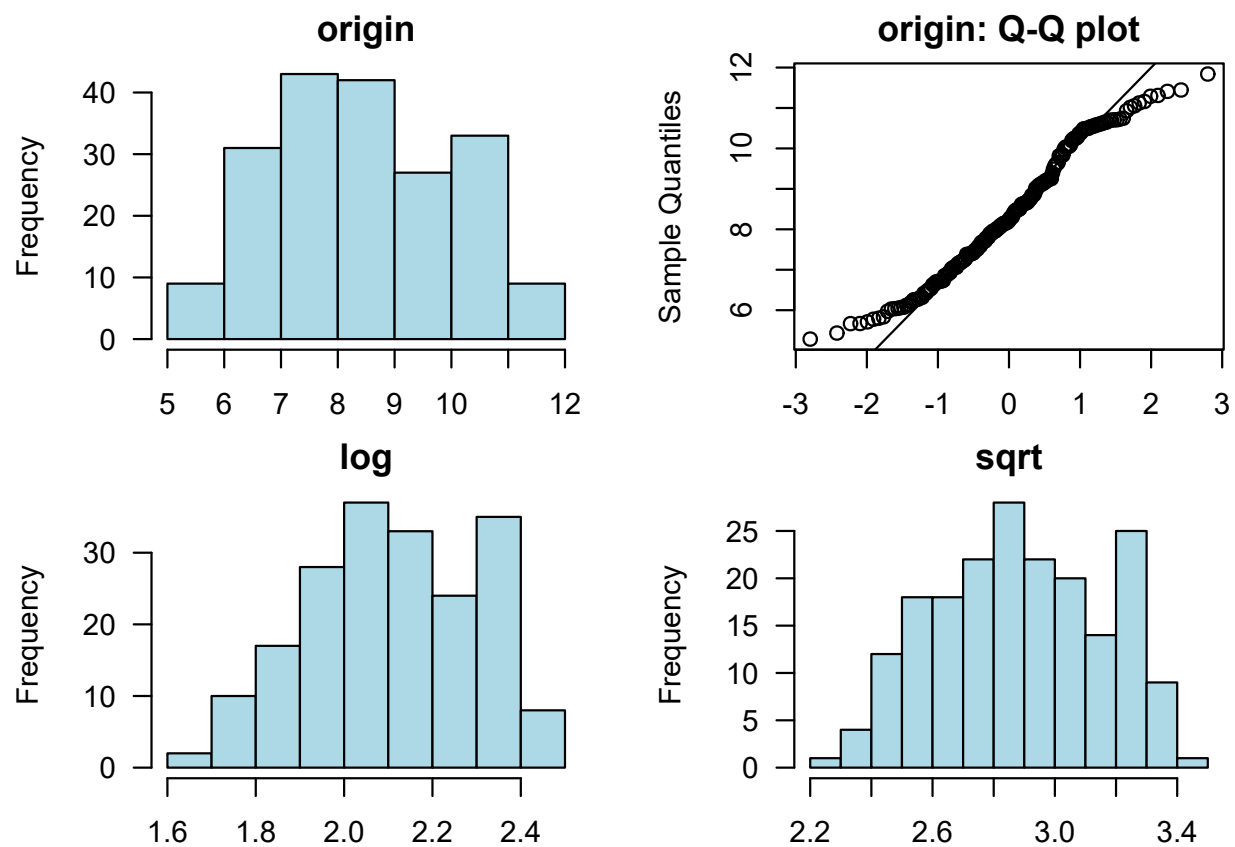 origin
Frequency
40
30
20
10
0
5 6 7 8 9 10 12
origin: Q-Q plot
Sample Quantiles
12
10
8
6
-3 -2 -1 0 1 2 3
log
Frequency
30
20
10
0
1.6 1.8 2.0 2.2 2.4
sqrt
Frequency
25
20
15
10
5
0
2.2 2.6 3.0 3.4